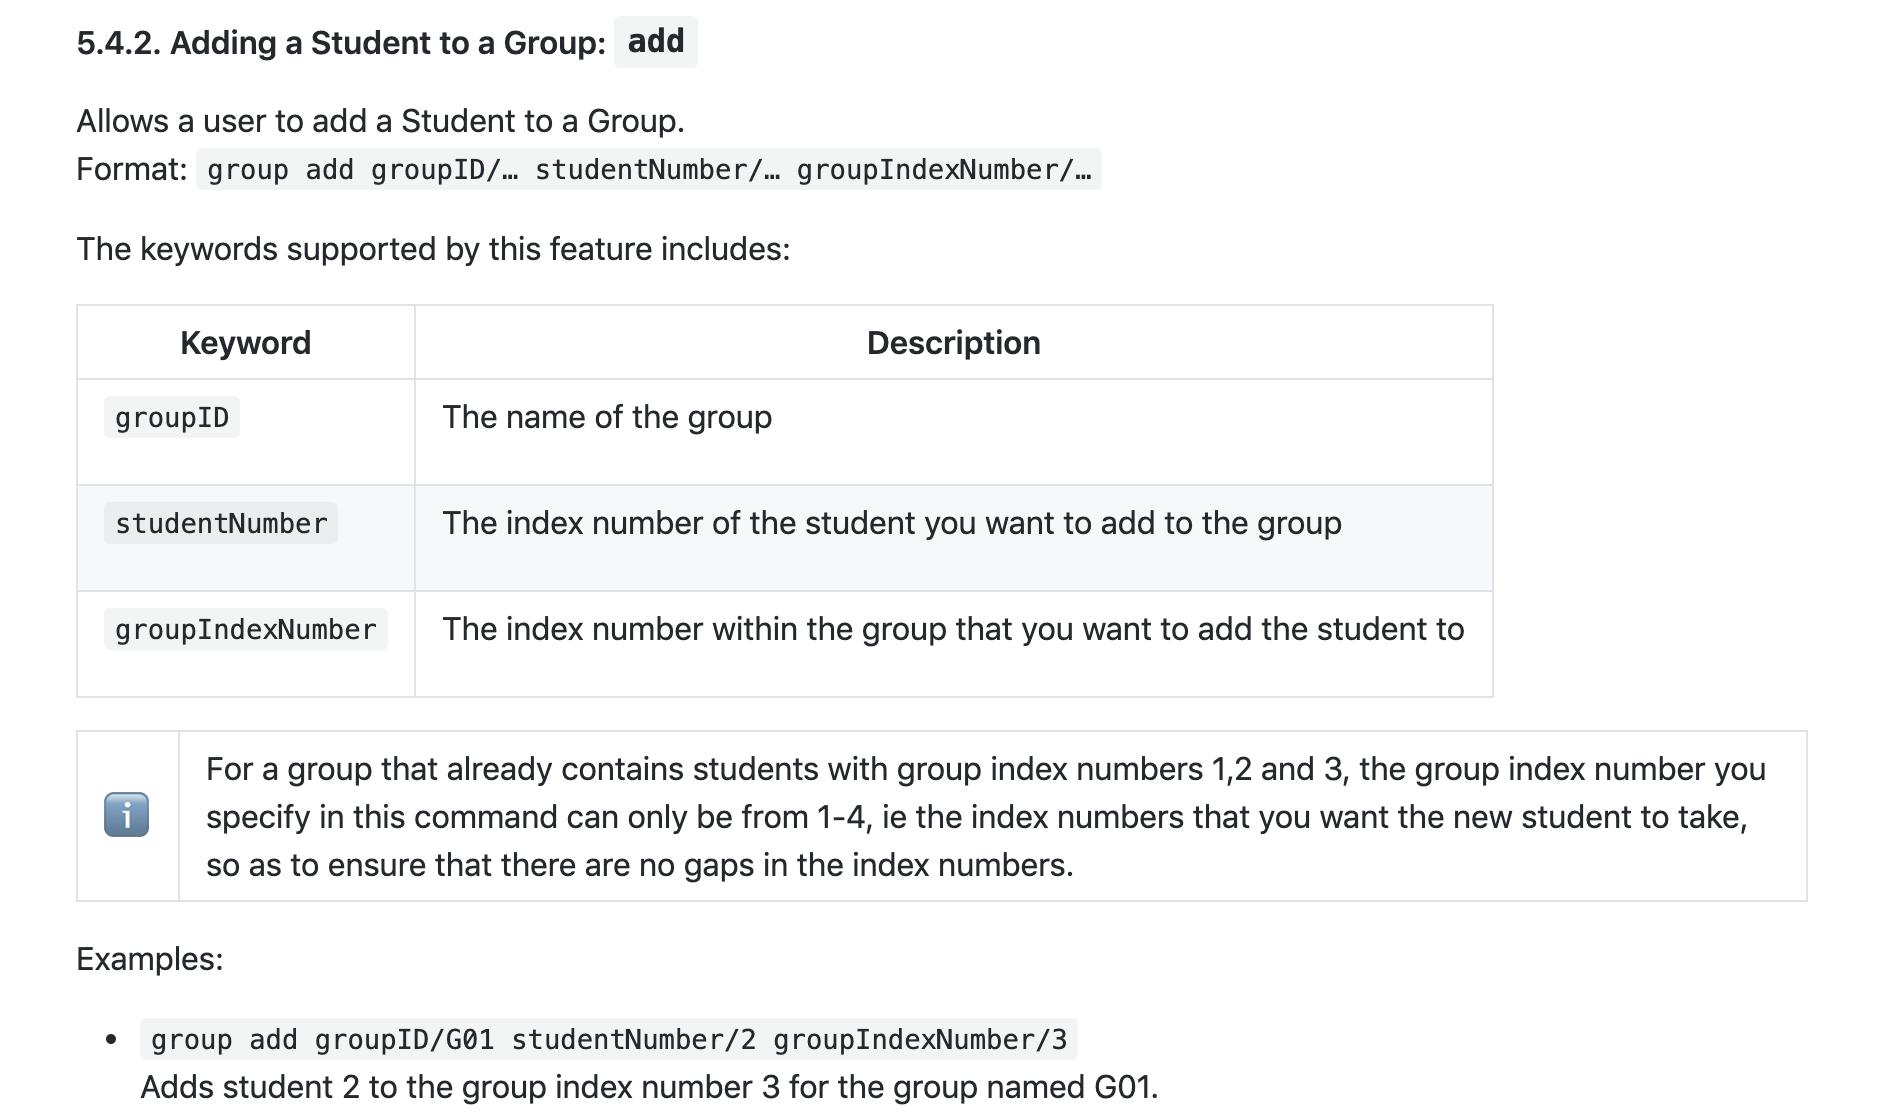 5.4.2. Adding a Student to a Group: add
Allows a user to add a Student to a Group.
Format: group add groupID/… studentNumber/… groupIndexNumber/…
The keywords supported by this feature includes:
Keyword Description
groupID The name of the group
studentNumber The index number of the student you want to add to the group
groupIndexNumber The index number within the group that you want to add the student to
i For a group that already contains students with group index numbers 1,2 and 3, the group index number you
specify in this command can only be from 1-4, ie the index numbers that you want the new student to take,
so as to ensure that there are no gaps in the index numbers.
Examples:
• group add groupID/G01 studentNumber/2 groupIndexNumber/3
Adds student 2 to the group index number 3 for the group named G01.